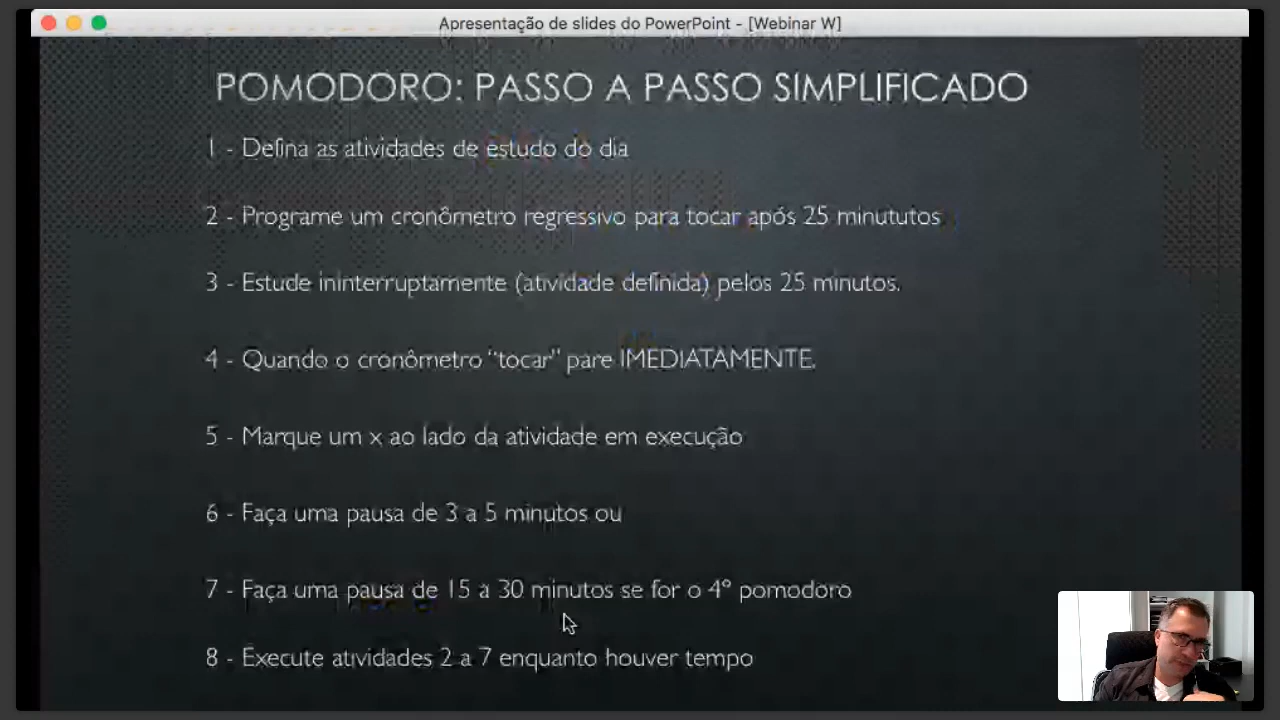 Apresentação de slides do PowerPoint - [Webinar W]
POMODORO: PASSO A PASSO SIMPLIFICADO
1 - Defina as atividades de estudo do dia
2 - Programe um cronômetro regressivo para tocar após 25 minututos
3 - Estude ininterruptamente (atividade definida) pelos 25 minutos.
4 - Quando o cronômetro “tocar” pare IMEDIATAMENTE.
5 - Marque um x ao lado da atividade em execução
6 - Faça uma pausa de 3 a 5 minutos ou
7 - Faça uma pausa de 15 a 30 minutos se for o 4º pomodoro
8 - Execute atividades 2 a 7 enquanto houver tempo